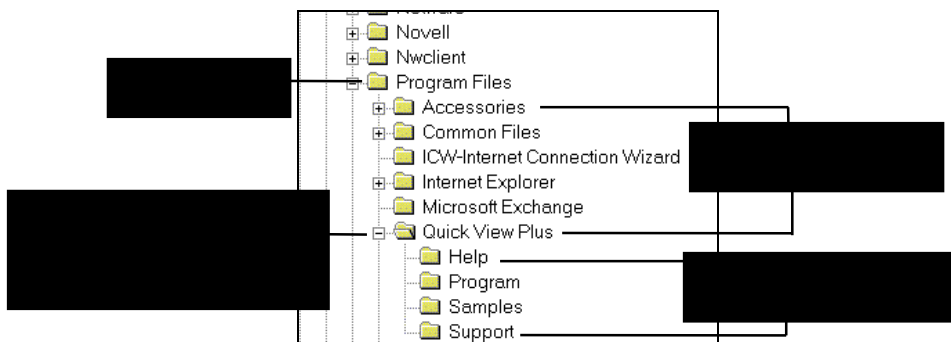 Novell
Nwclient
Program Files
Accessories
Common Files
ICW-Internet Connection Wizard
Internet Explorer
Microsoft Exchange
Quick View Plus
Help
Program
Samples
Support